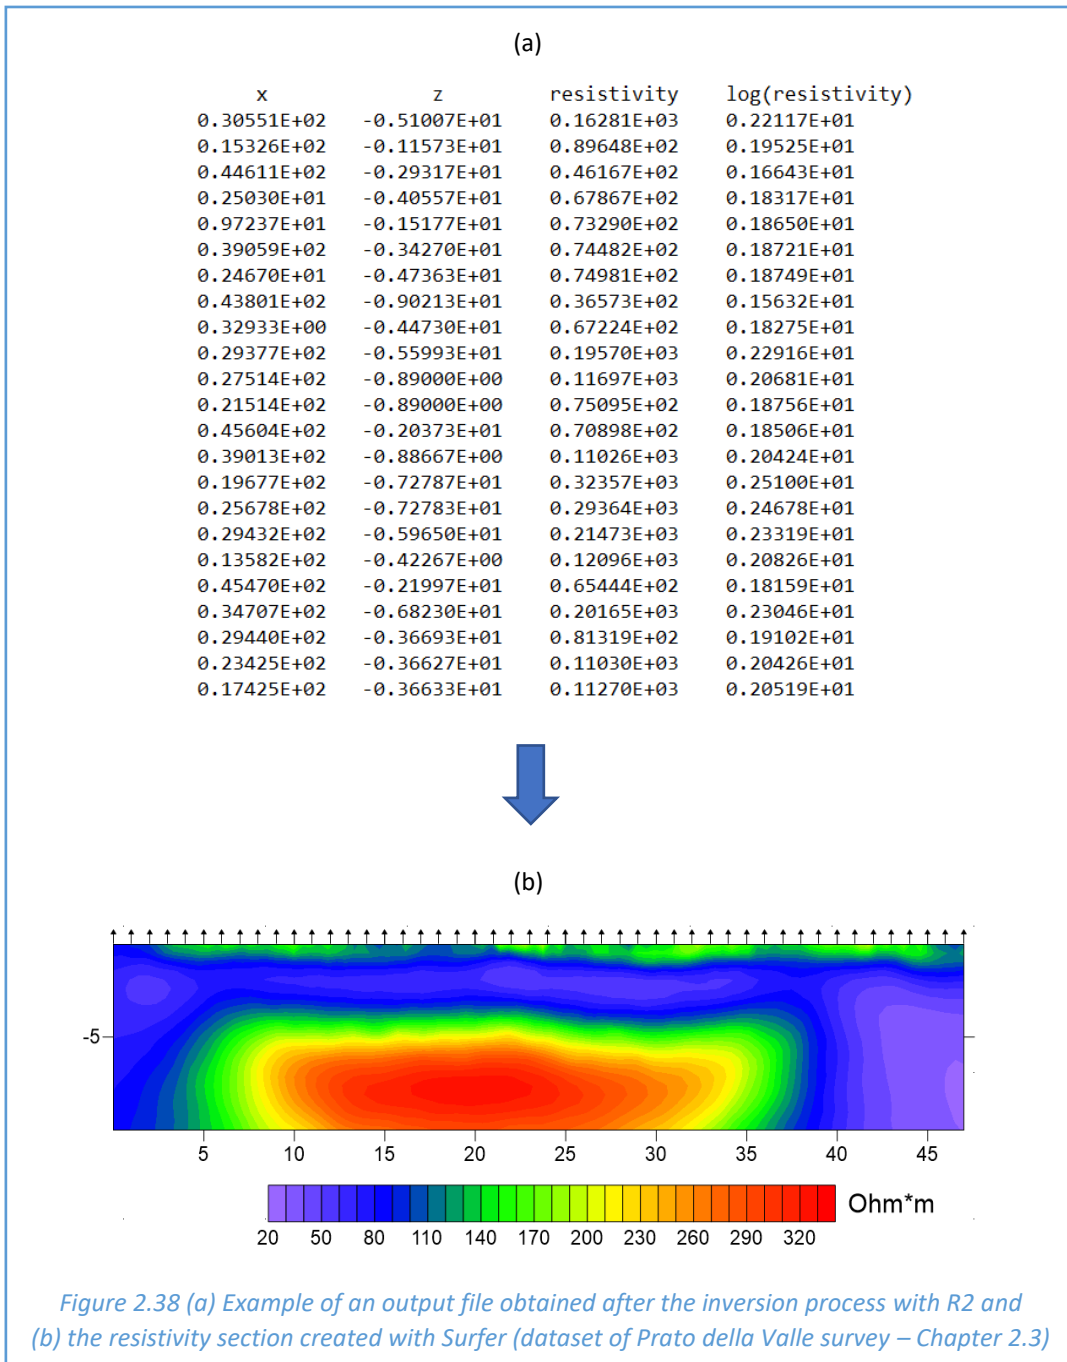 (a)
x z resistivity log(resistivity)
0.30551E+02 -0.51007E+01 0.16281E+03 0.22117E+01
0.15326E+02 -0.11573E+01 0.89648E+02 0.19525E+01
0.44611E+02 -0.29317E+01 0.46167E+02 0.16643E+01
0.25030E+01 -0.40557E+01 0.67867E+02 0.18317E+01
0.97237E+01 -0.15177E+01 0.73290E+02 0.18650E+01
0.39059E+02 -0.34270E+01 0.74482E+02 0.18721E+01
0.24670E+01 -0.47363E+01 0.74981E+02 0.18749E+01
0.43801E+02 -0.90213E+01 0.36573E+02 0.15632E+01
0.32933E+00 -0.44730E+01 0.67224E+02 0.18275E+01
0.29377E+02 -0.55993E+01 0.19570E+03 0.22916E+01
0.27514E+02 -0.89000E+00 0.11697E+03 0.20681E+01
0.21514E+02 -0.89000E+00 0.75095E+02 0.18756E+01
0.45604E+02 -0.20373E+01 0.70898E+02 0.18506E+01
0.39013E+02 -0.88667E+00 0.11026E+03 0.20424E+01
0.19677E+02 -0.72787E+01 0.32357E+03 0.25100E+01
0.25678E+02 -0.72783E+01 0.29364E+03 0.24678E+01
0.29432E+02 -0.59650E+01 0.21473E+03 0.23319E+01
0.13582E+02 -0.42267E+00 0.12096E+03 0.20826E+01
0.45470E+02 -0.21997E+01 0.65444E+02 0.18159E+01
0.34707E+02 -0.68230E+01 0.20165E+03 0.23046E+01
0.29440E+02 -0.36693E+01 0.81319E+02 0.19102E+01
0.23425E+02 -0.36627E+01 0.11030E+03 0.20426E+01
0.17425E+02 -0.36633E+01 0.11270E+03 0.20519E+01
(b)
-5
5 10 15 20 25 30 35 40 45
Ohm*m
20 50 80 110 140 170 200 230 260 290 320
Figure 2.38 (a) Example of an output file obtained after the inversion process with R2 and
(b) the resistivity section created with Surfer (dataset of Prato della Valle survey – Chapter 2.3)